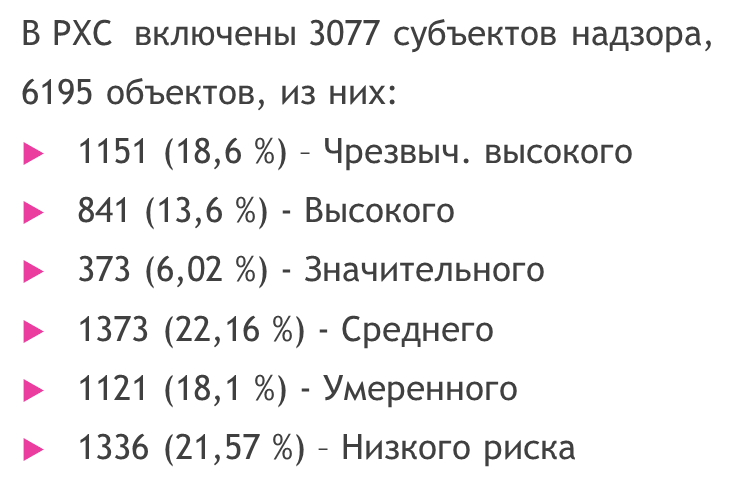 В РХС включены 3077 субъектов надзора,
6195 объектов, из них:
1151 (18,6 %) – Чрезвыч. высокого
841 (13,6 %) - Высокого
373 (6,02 %) - Значительного
1373 (22,16 %) - Среднего
1121 (18,1 %) - Умеренного
1336 (21,57 %) – Низкого риска